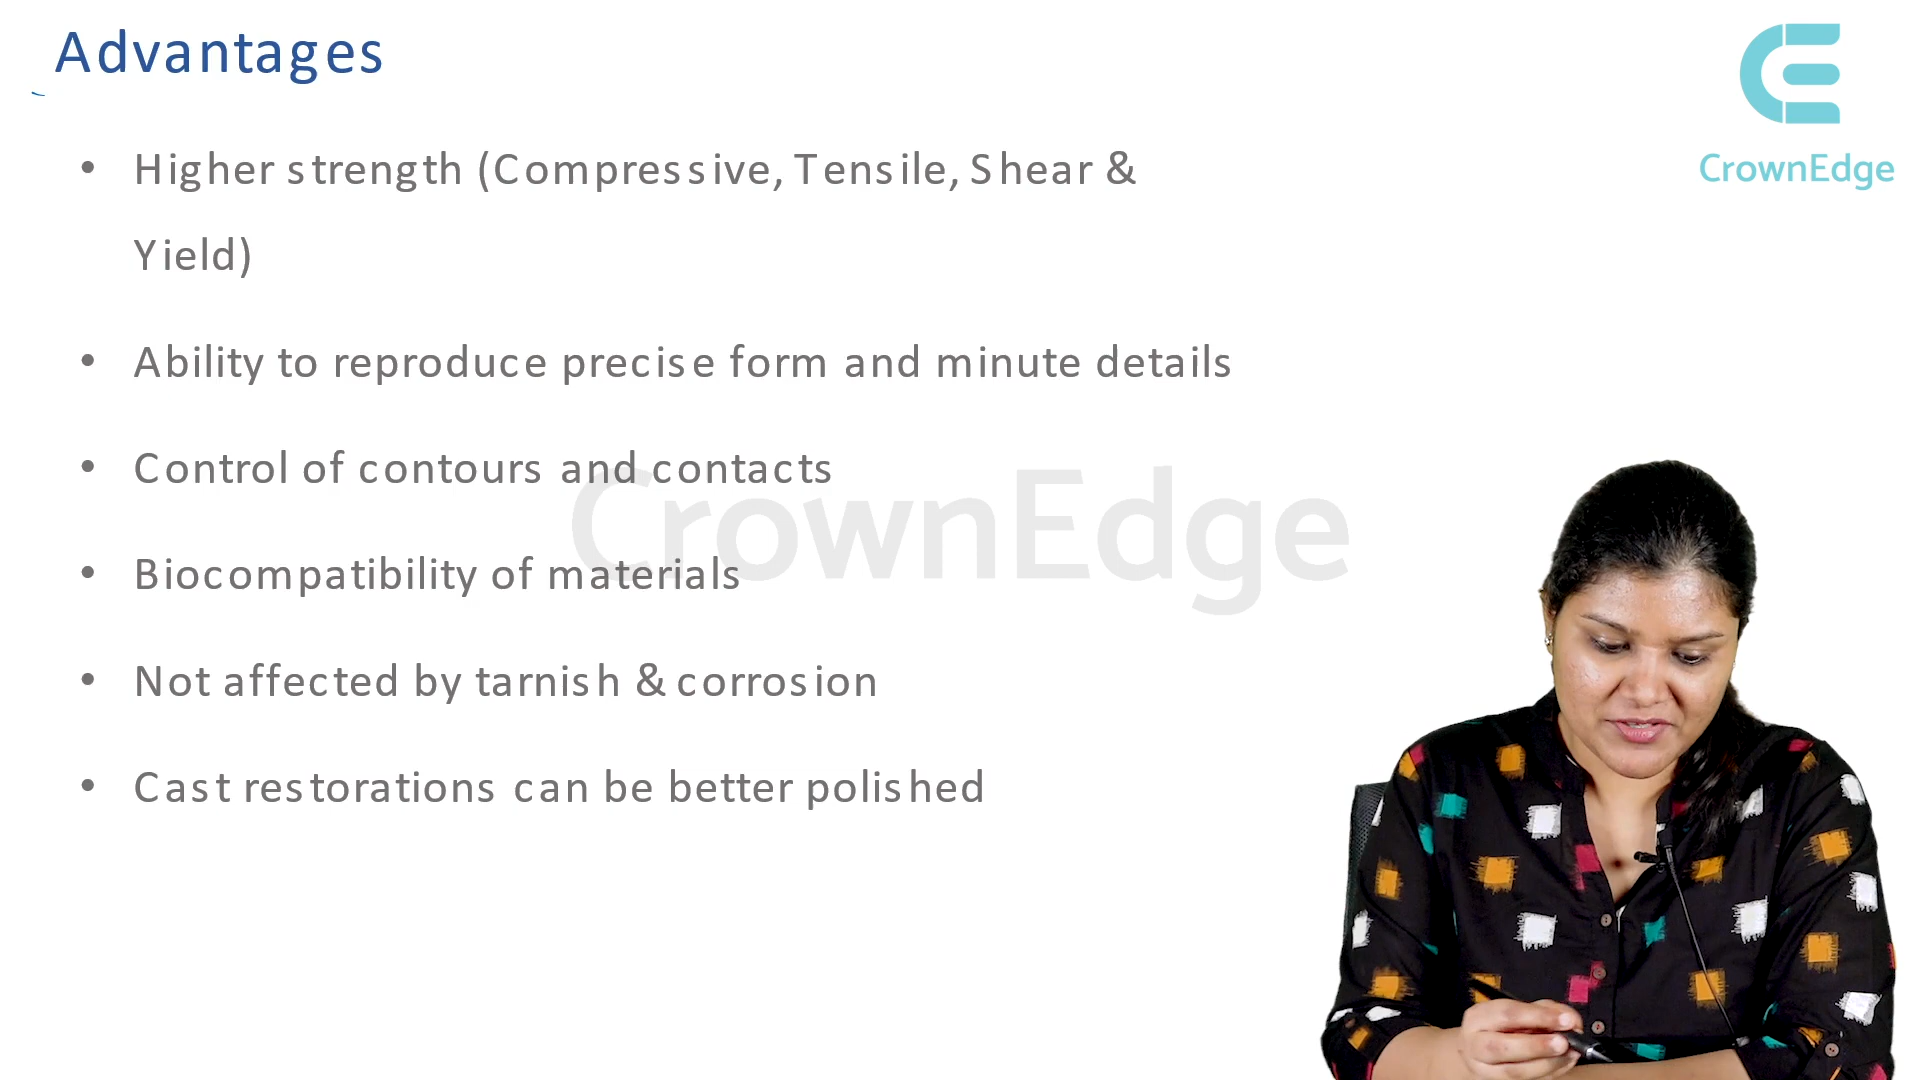 Advantages
CrownEdge
• Higher strength (Compressive, Tensile, Shear &
Yield)
• Ability to reproduce precise form and minute details
• Control of contours and contacts
CrownEdge
• Biocompatibility of materials
• Not affected by tarnish & corrosion
• Cast restorations can be better polished